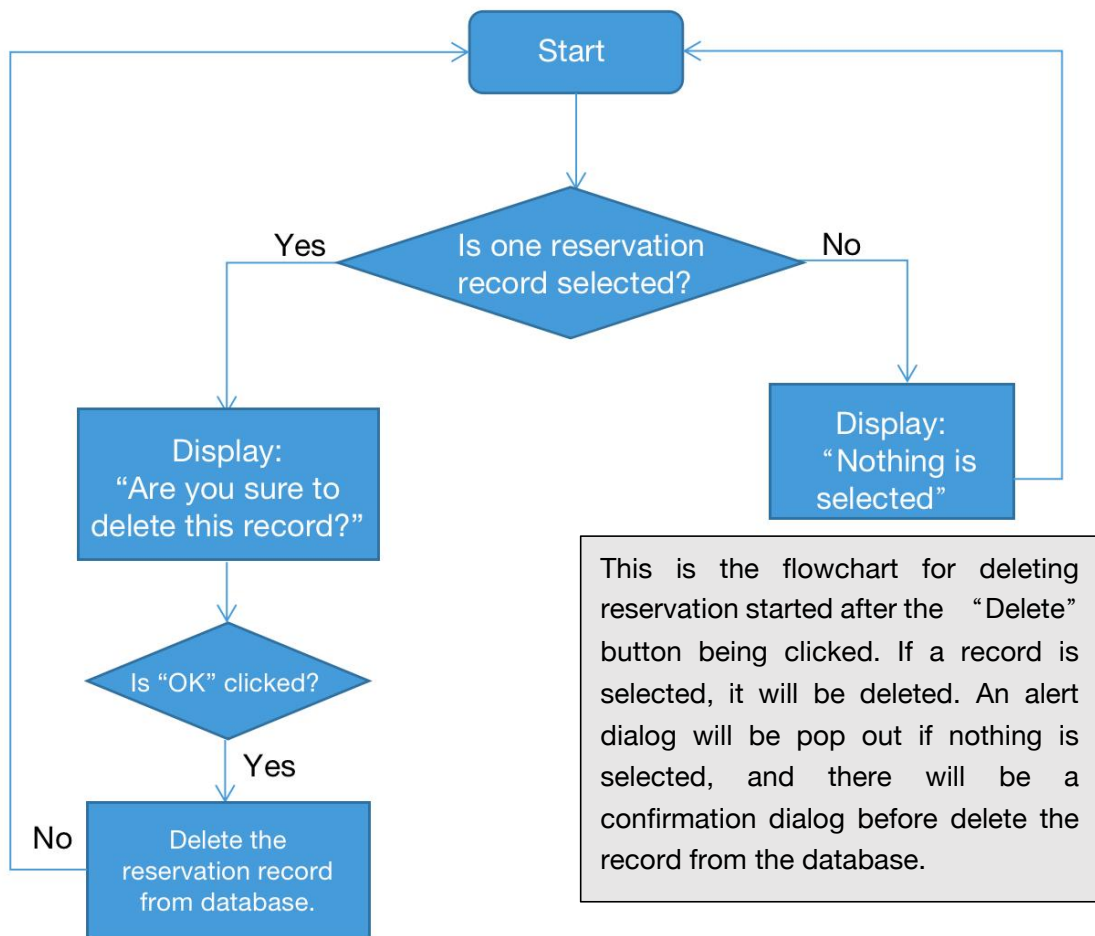 Start
Yes
Is one reservation
record selected?
No
Display:
“Are you sure to
delete this record?”
Display:
“Nothing is
selected”
Is “OK” clicked?
Yes
No
Delete the
reservation record
from database.
This is the flowchart for deleting
reservation started after the “Delete”
button being clicked. If a record is
selected, it will be deleted. An alert
dialog will be pop out if nothing is
selected, and there will be a
confirmation dialog before delete the
record from the database.